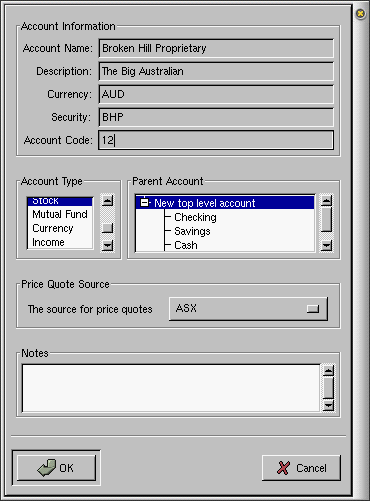 Account Information
Account Name: Broken Hill Proprietary
Description: The Big Australian
Currency: AUD
Security: BHP
Account Code: 12
Account Type
Stock
Mutual Fund
Currency
Income
Parent Account
New top level account
Checking
Savings
Cash
Price Quote Source
The source for price quotes ASX
Notes
OK
Cancel